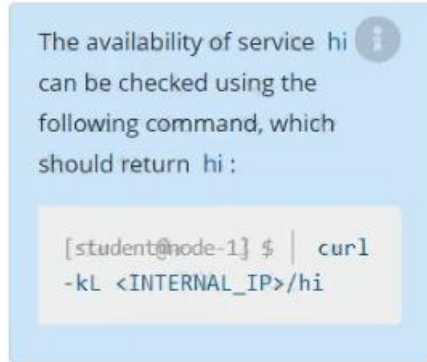 The availability of service hi
can be checked using the
following command, which
should return hi :
[student@node-1] $ | curl
-kL <INTERNAL_IP>/hi